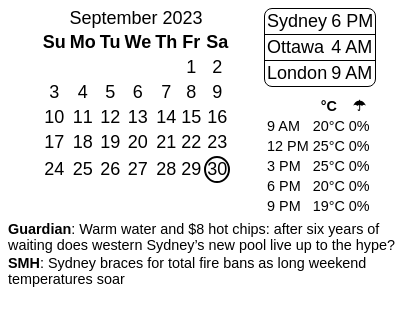 September 2023
Su Mo Tu We Th Fr Sa
1 2
3 4 5 6 7 8 9
10 11 12 13 14 15 16
17 18 19 20 21 22 23
24 25 26 27 28 29 30
Sydney 6 PM
Ottawa 4 AM
London 9 AM
°C ☂
9 AM 20°C 0%
12 PM 25°C 0%
3 PM 25°C 0%
6 PM 20°C 0%
9 PM 19°C 0%
Guardian: Warm water and $8 hot chips: after six years of
waiting does western Sydney’s new pool live up to the hype?
SMH: Sydney braces for total fire bans as long weekend
temperatures soar